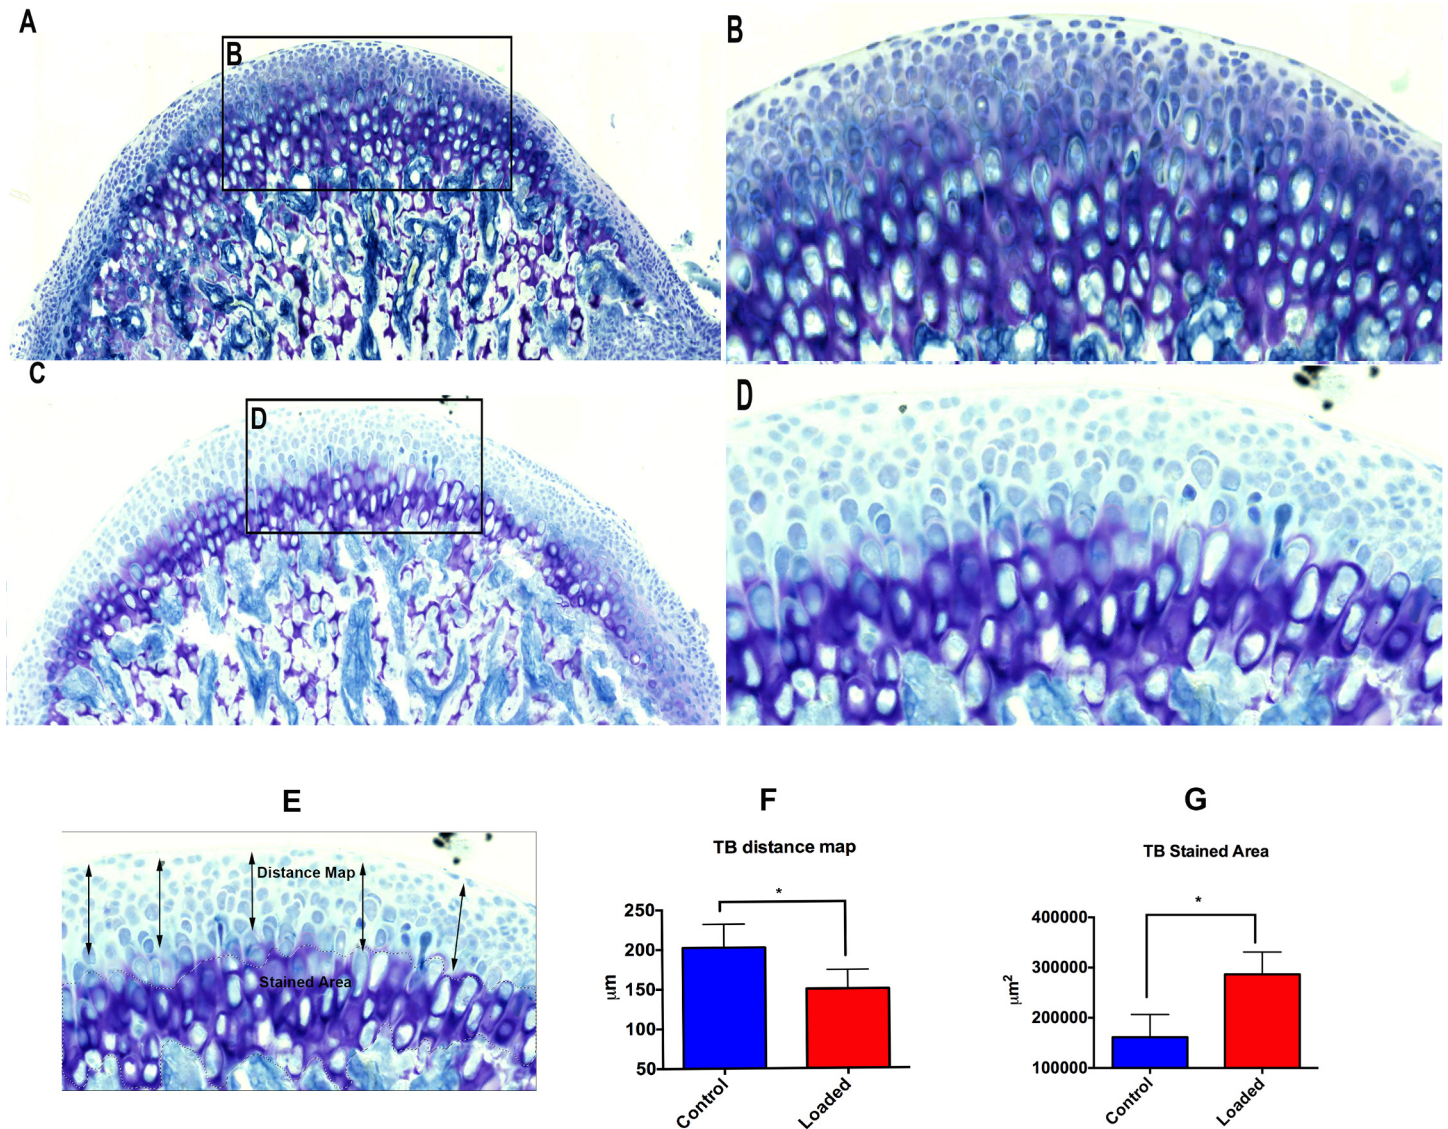 A
B
B
C
D
D
E
Distance Map
Stained Area
F
TB distance map
*
250
200
150
100
50
μm
Control
Loaded
G
TB Stained Area
*
400000
300000
200000
100000
μm²
Control
Loaded